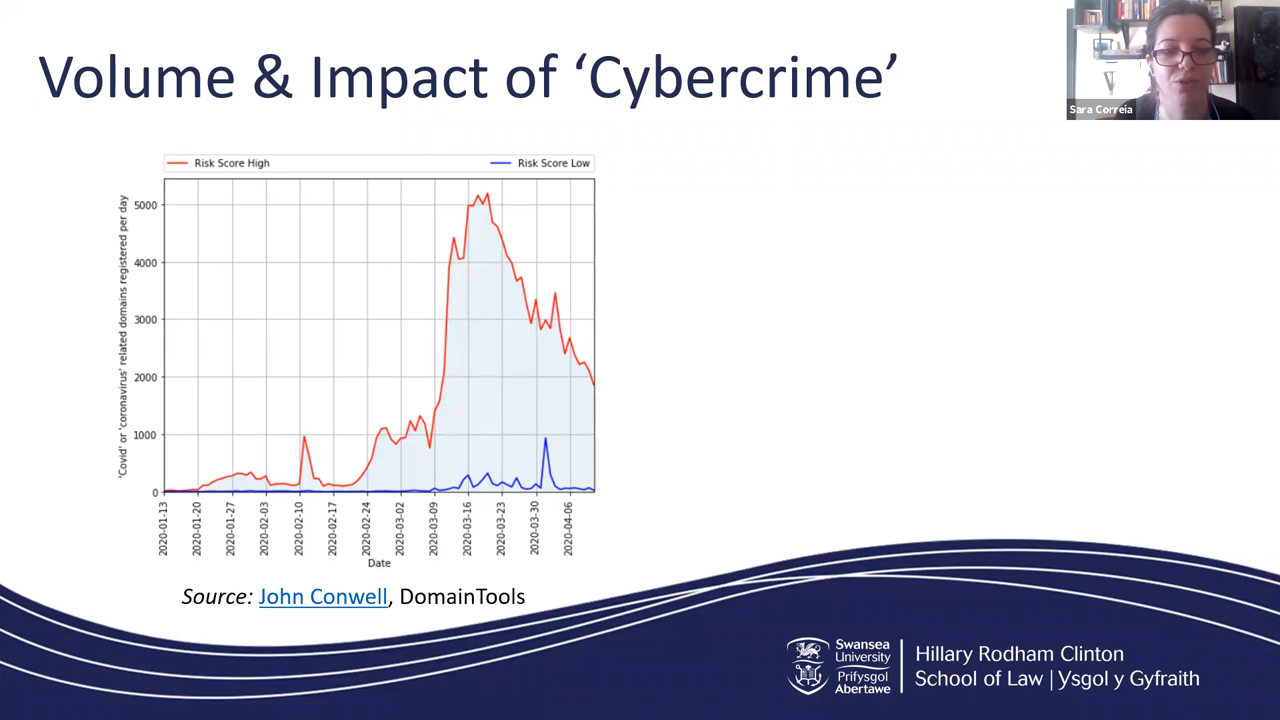 Volume & Impact of ‘Cybercrime’
Sara Correia
Risk Score High
Risk Score Low
'Covid' or 'coronavirus' related domains registered per day
5000
4000
3000
2000
1000
0
2020-01-13
2020-01-20
2020-01-27
2020-02-03
2020-02-10
2020-02-17
2020-02-24
2020-03-02
2020-03-09
2020-03-16
2020-03-23
2020-03-30
2020-04-06
Date
Source: John Conwell, DomainTools
Swansea
University
Prifysgol
Abertawe
Hillary Rodham Clinton
School of Law | Ysgol y Gyfraith